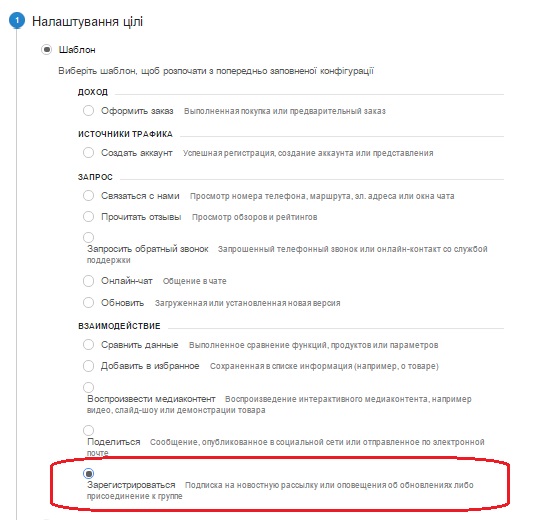 1 Налаштування цілі
Шаблон
Виберіть шаблон, щоб розпочати з попередньо заповненої конфігурації
ДОХОД
Оформить заказ Выполненная покупка или предварительный заказ
ИСТОЧНИКИ ТРАФИКА
Создать аккаунт Успешная регистрация, создание аккаунта или представления
ЗАПРОС
Связаться с нами Просмотр номера телефона, маршрута, эл. адреса или окна чата
Прочитать отзывы Просмотр обзоров и рейтингов
Запросить обратный звонок Запрошенный телефонный звонок или онлайн-контакт со службой
поддержки
Онлайн-чат Общение в чате
Обновить Загруженная или установленная новая версия
ВЗАИМОДЕЙСТВИЕ
Сравнить данные Выполненное сравнение функций, продуктов или параметров
Добавить в избранное Сохраненная в списке информация (например, о товаре)
Воспроизвести медиаконтент Воспроизведение интерактивного медиаконтента, например
видео, слайд-шоу или демонстрации товара
Поделиться Сообщение, опубликованное в социальной сети или отправленное по электронной
почте
Зарегистрироваться Подписка на новостную рассылку или оповещения об обновлениях либо
присоединение к группе